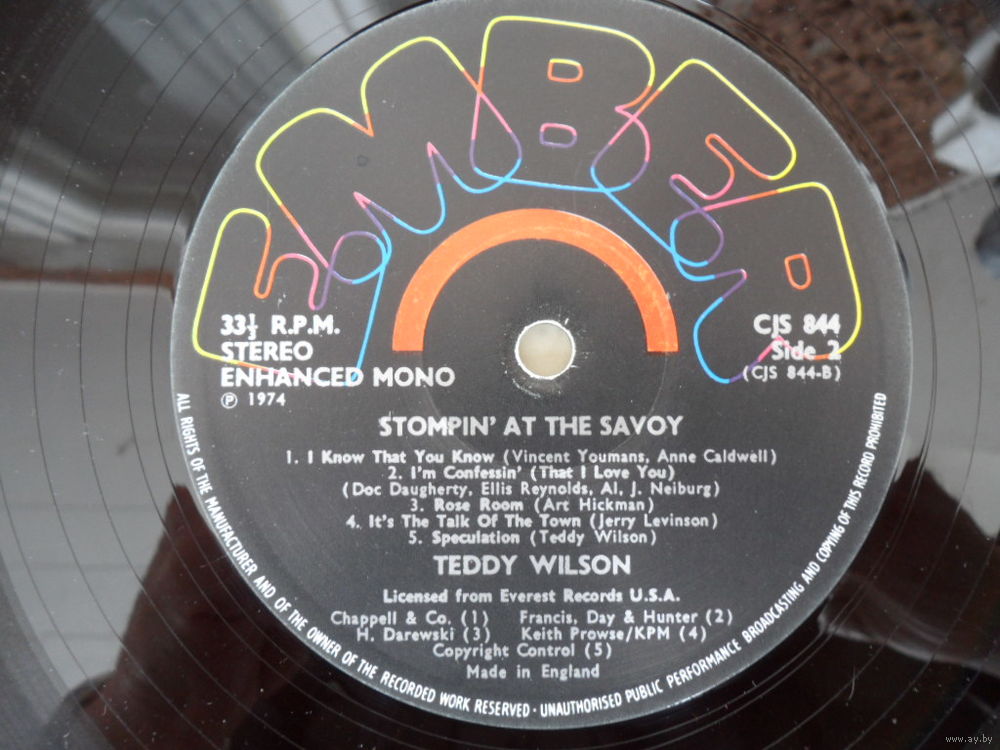 EMBER
33⅓ R.P.M.
STEREO
ENHANCED MONO
℗ 1974
CJS 844
Side 2
(CJS 844-B)
STOMPIN' AT THE SAVOY
1. I Know That You Know (Vincent Youmans, Anne Caldwell)
2. I'm Confessin' (That I Love You)
(Doc Daugherty, Ellis Reynolds, Al, J. Neiburg)
3. Rose Room (Art Hickman)
4. It's The Talk Of The Town (Jerry Levinson)
5. Speculation (Teddy Wilson)
TEDDY WILSON
Licensed from Everest Records U.S.A.
Chappell & Co. (1) Francis, Day & Hunter (2)
H. Darewski (3) Keith Prowse/KPM (4)
Copyright Control (5)
Made in England
ALL RIGHTS OF THE MANUFACTURER AND OF THE OWNER OF THE RECORDED WORK RESERVED · UNAUTHORISED PUBLIC PERFORMANCE BROADCASTING AND COPYING OF THIS RECORD PROHIBITED
www.ay.by